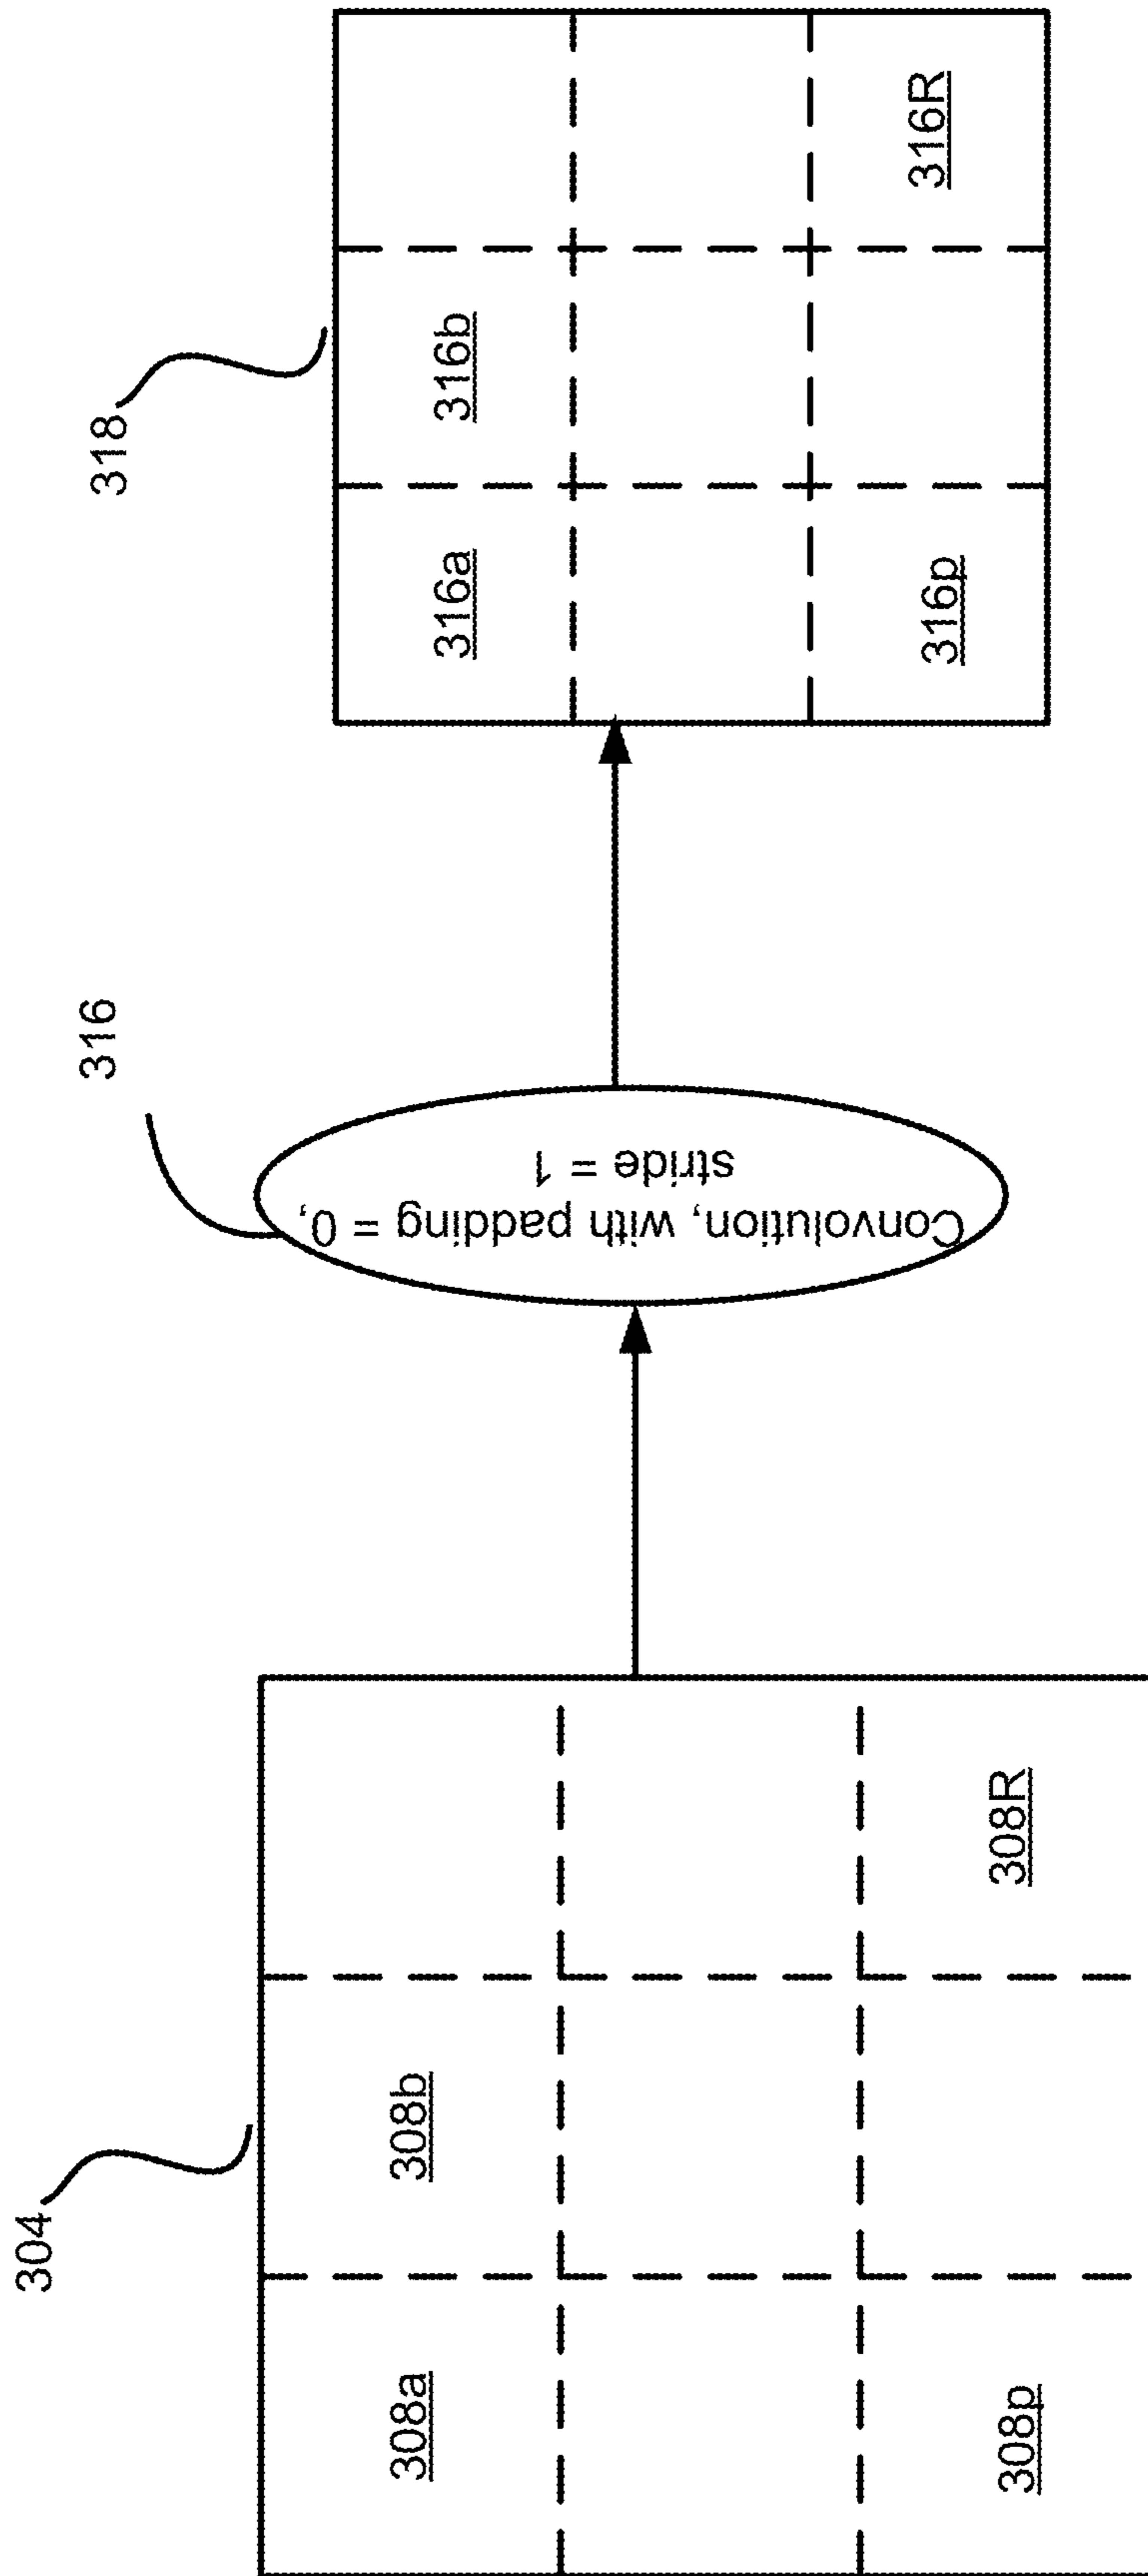 304
308a
308b
308p
308R
316
Convolution, with padding = 0,
stride = 1
318
316a
316b
316p
316R